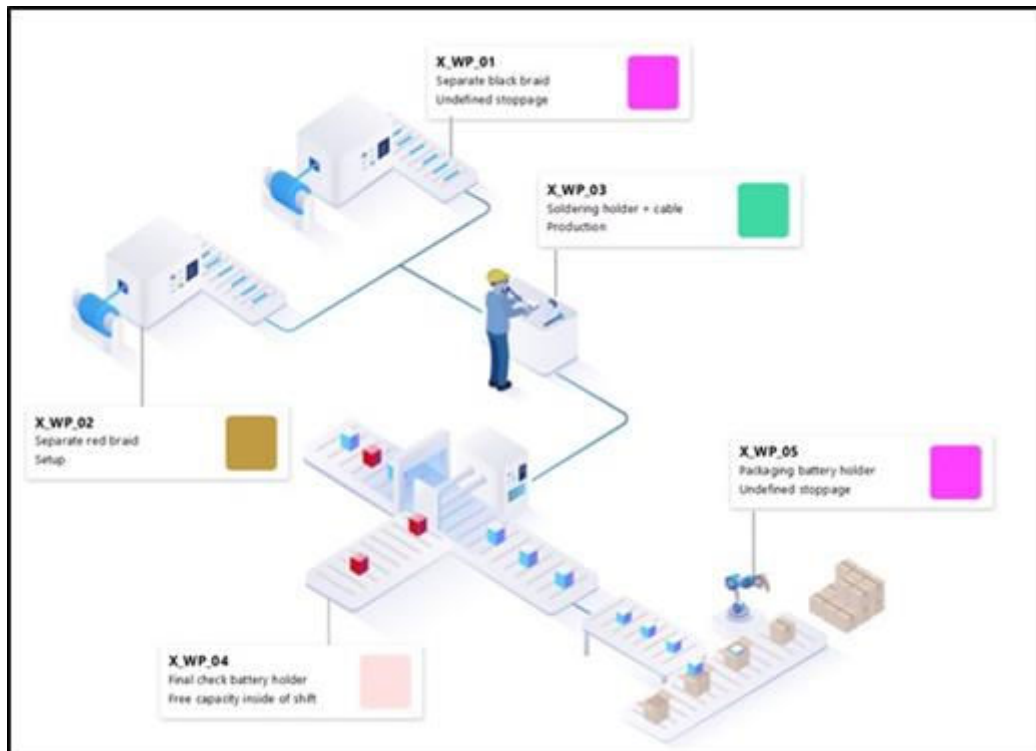 X_WP_01
Separate black braid
Undefined stoppage
X_WP_03
Soldering holder + cable
Production
X_WP_02
Separate red braid
Setup
X_WP_05
Packaging battery holder
Undefined stoppage
X_WP_04
Final check battery holder
Free capacity inside of shift